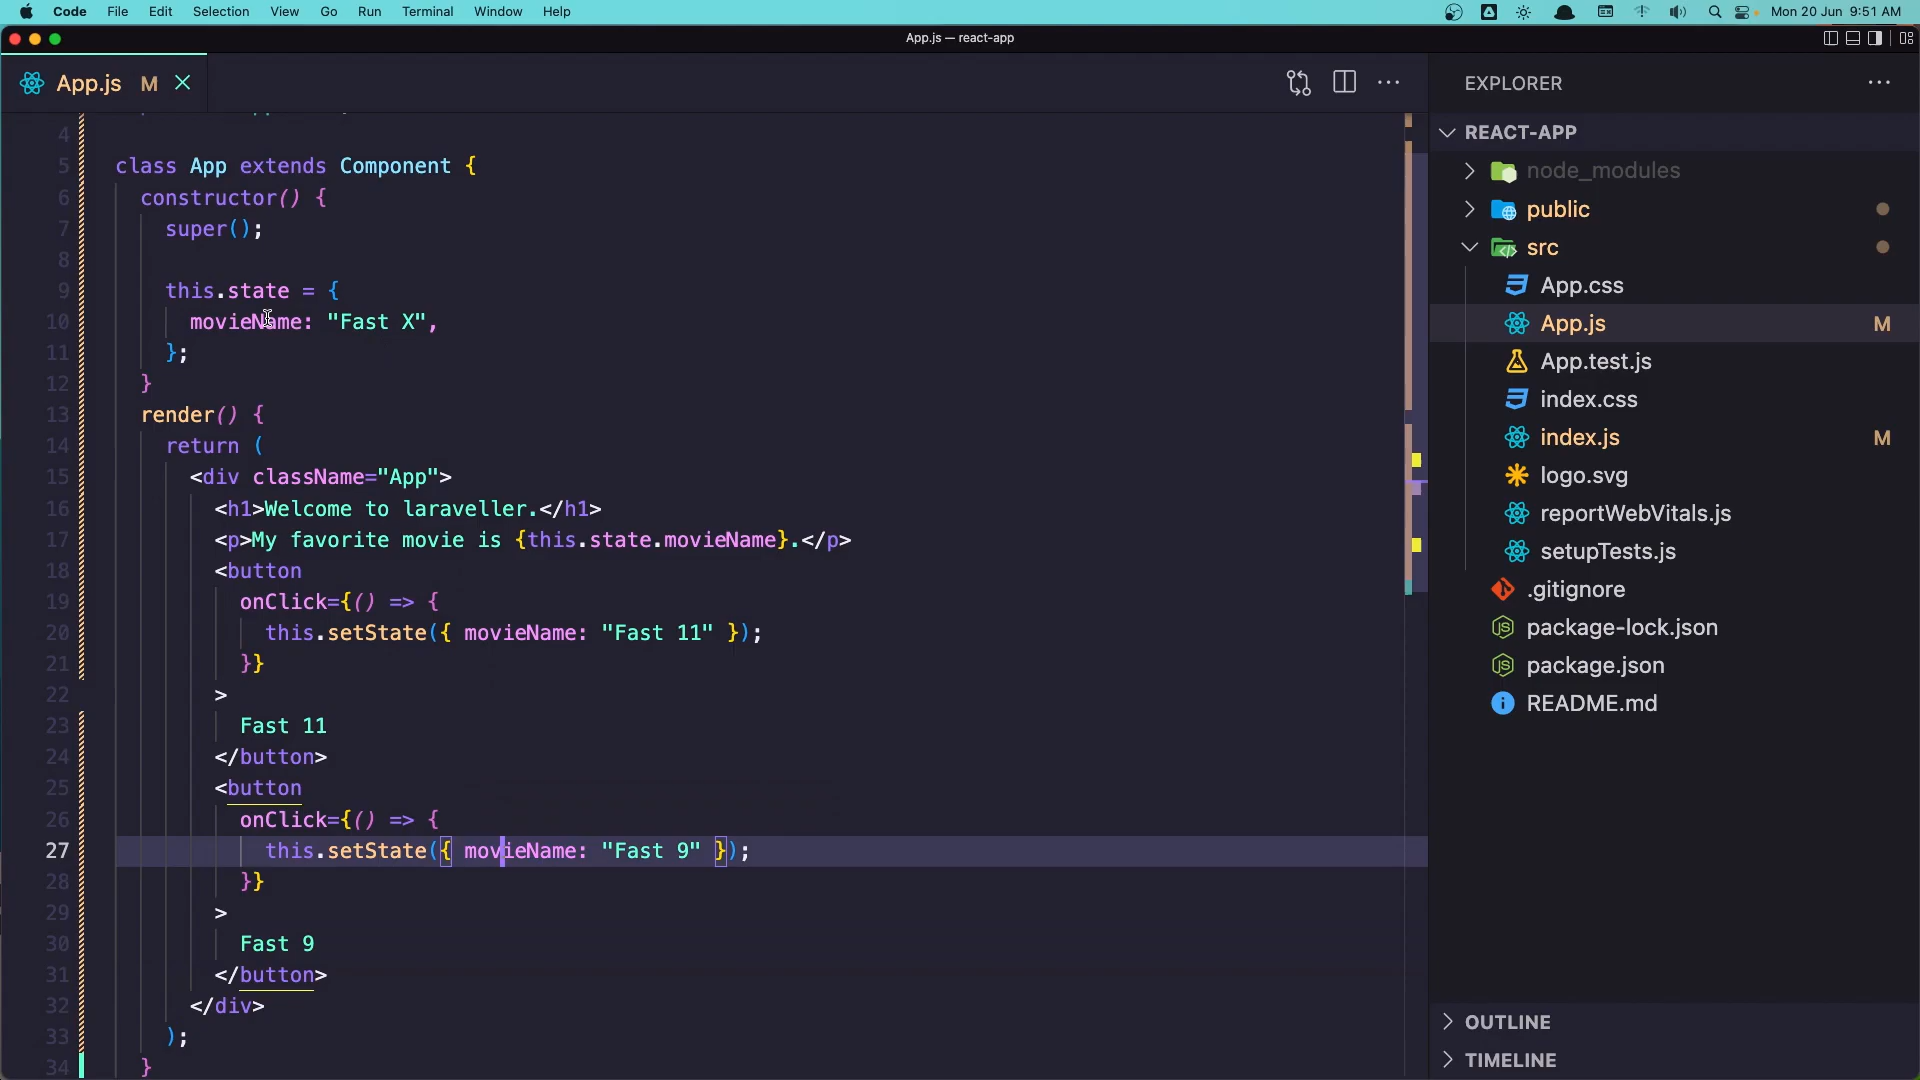 Code File Edit Selection View Go Run Terminal Window Help Mon 20 Jun 9:51 AM
App.js — react-app
App.js M
EXPLORER
REACT-APP
node_modules
public
src
App.css
App.js M
App.test.js
index.css
index.js M
logo.svg
reportWebVitals.js
setupTests.js
.gitignore
package-lock.json
package.json
README.md
OUTLINE
TIMELINE
4
5 class App extends Component {
6 constructor() {
7 super();
8
9 this.state = {
10 movieName: "Fast X",
11 };
12 }
13 render() {
14 return (
15 <div className="App">
16 <h1>Welcome to laraveller.</h1>
17 <p>My favorite movie is {this.state.movieName}.</p>
18 <button
19 onClick={() => {
20 this.setState({ movieName: "Fast 11" });
21 }}
22 >
23 Fast 11
24 </button>
25 <button
26 onClick={() => {
27 this.setState({ movieName: "Fast 9" });
28 }}
29 >
30 Fast 9
31 </button>
32 </div>
33 );
34 }